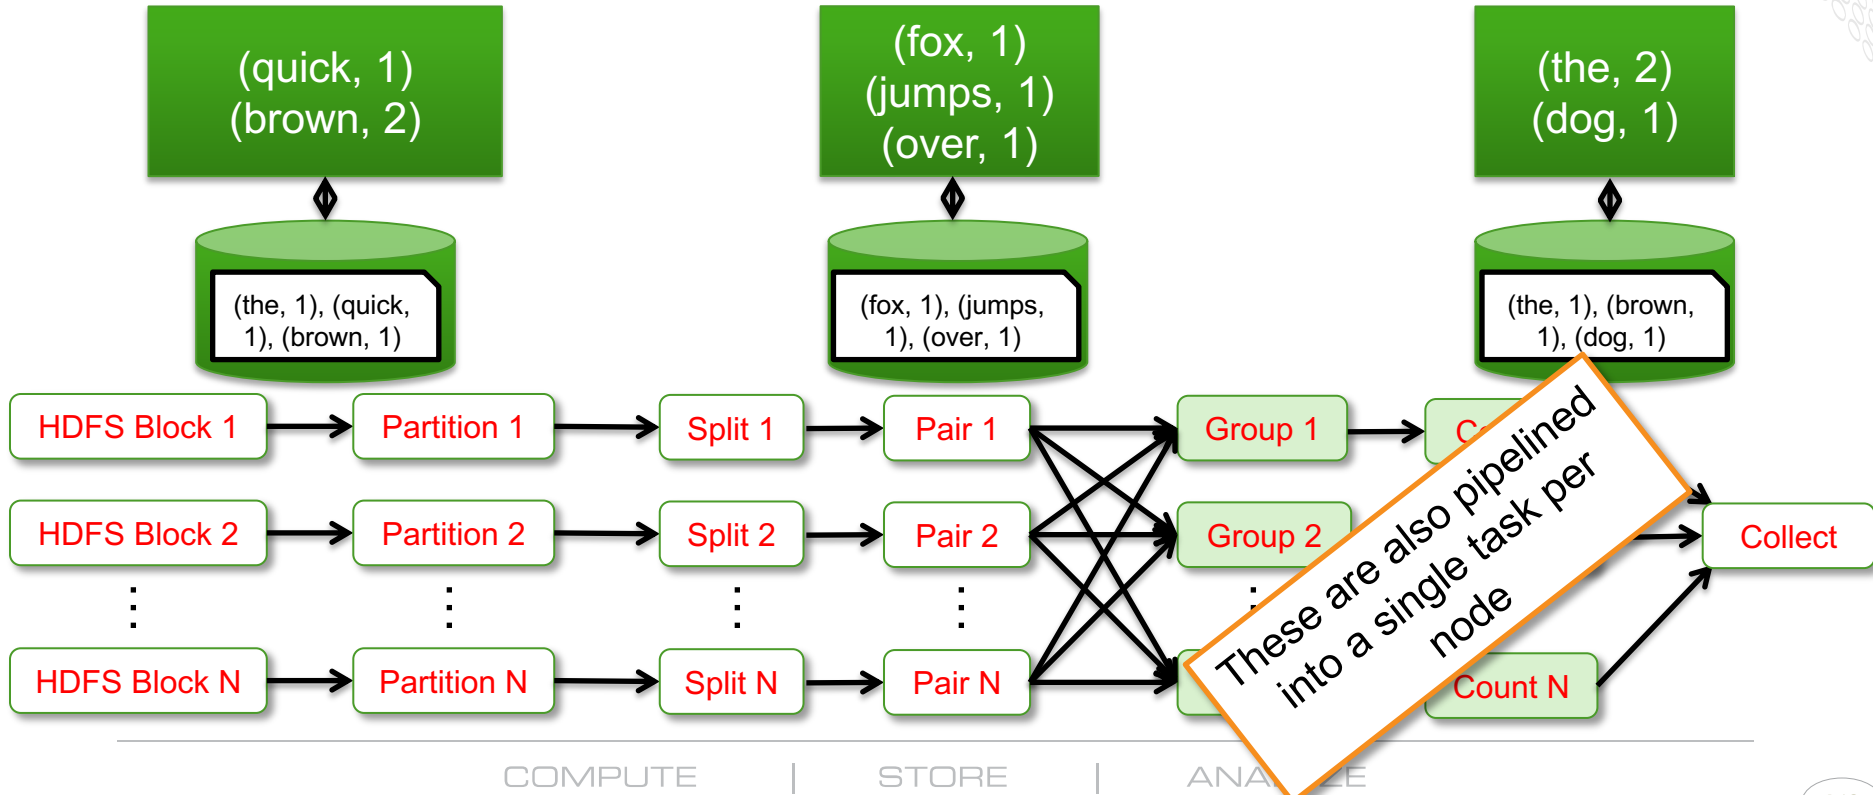 (quick, 1)
(brown, 2)
(fox, 1)
(jumps, 1)
(over, 1)
(the, 2)
(dog, 1)
(the, 1), (quick,
1), (brown, 1)
(fox, 1), (jumps,
1), (over, 1)
(the, 1), (brown,
1), (dog, 1)
HDFS Block 1
Partition 1
Split 1
Pair 1
Group 1
HDFS Block 2
Partition 2
Split 2
Pair 2
Group 2
Collect
HDFS Block N
Partition N
Split N
Pair N
Count N
These are also pipelined
into a single task per
node
COMPUTE | STORE |